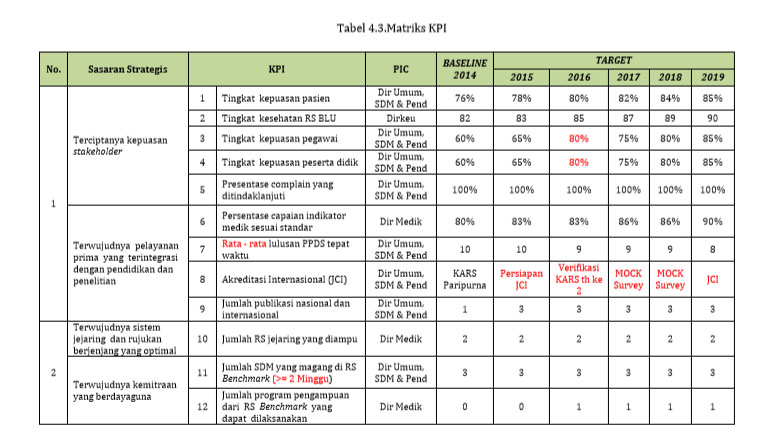 Tabel 4.3.Matriks KPI
No. Sasaran Strategis KPI PIC BASELINE 2014 TARGET
2015 2016 2017 2018 2019
1 Terciptanya kepuasan
stakeholder
1 Tingkat kepuasan pasien Dir Umum, 76% 78% 80% 82% 84% 85%
SDM & Pend
2 Tingkat kesehatan RS BLU Dirkeu 82 83 85 87 89 90
3 Tingkat kepuasan pegawai Dir Umum, 60% 65% 80% 75% 80% 85%
SDM & Pend
4 Tingkat kepuasan peserta didik Dir Umum, 60% 65% 80% 75% 80% 85%
SDM & Pend
5 Presentase complain yang Dir Umum, 100% 100% 100% 100% 100% 100%
ditindaklanjuti SDM & Pend
Terwujudnya pelayanan
prima yang terintegrasi
dengan pendidikan dan
penelitian
6 Persentase capaian indikator Dir Medik 80% 83% 83% 86% 86% 90%
medik sesuai standar
7 Rata - rata lulusan PPDS tepat Dir Umum, 10 10 9 9 9 8
waktu SDM & Pend
8 Akreditasi Internasional (JCI) Dir Umum, KARS Persiapan Verifikasi MOCK MOCK JCI
SDM & Pend Paripurna JCI KARS th ke Survey Survey
2
9 Jumlah publikasi nasional dan Dir Umum, 1 3 3 3 3 3
internasional SDM & Pend
2 Terwujudnya sistem
jejaring dan rujukan
berjenjang yang optimal
10 Jumlah RS jejaring yang diampu Dir Medik 2 2 2 2 2 2
Terwujudnya kemitraan
yang berdayaguna
11 Jumlah SDM yang magang di RS Dir Umum, 3 3 3 3 3 3
Benchmark (>= 2 Minggu) SDM & Pend
12 Jumlah program pengampuan Dir Medik 0 0 1 1 1 1
dari RS Benchmark yang
dapat dilaksanakan